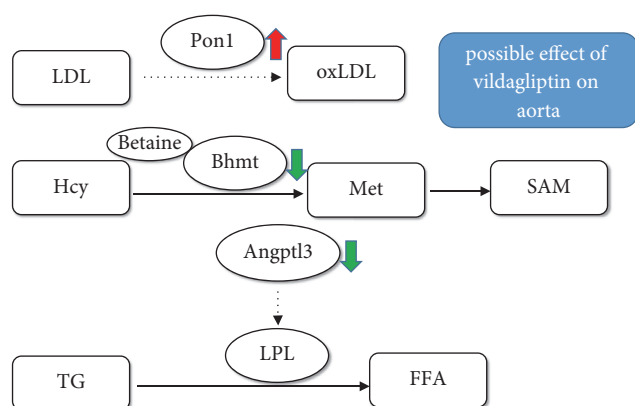 Pon1
LDL
oxLDL
possible effect of
vildagliptin on
aorta
Betaine
Bhmt
Hcy
Met
SAM
Angptl3
LPL
TG
FFA